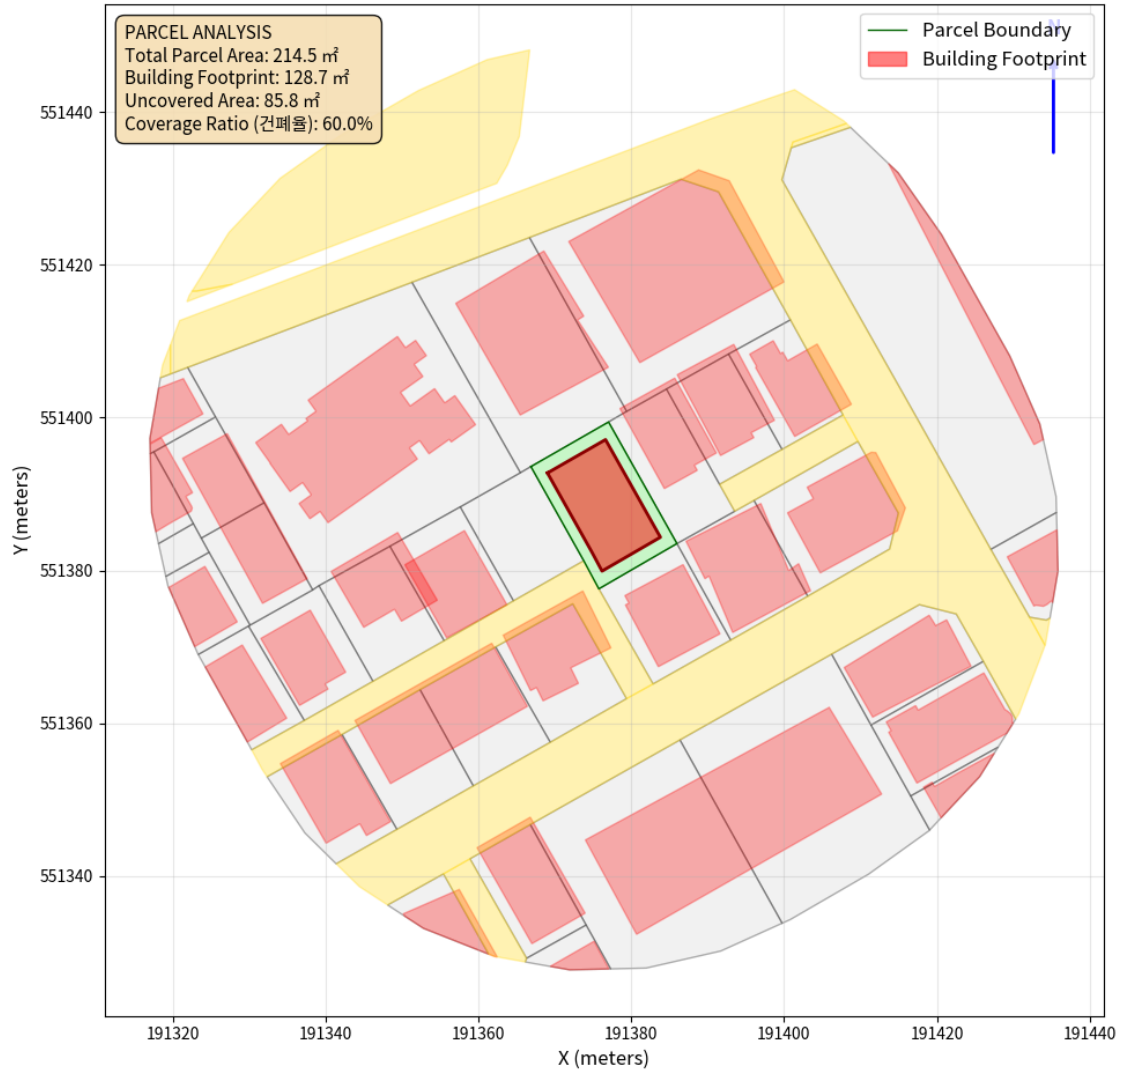 PARCEL ANALYSIS
Total Parcel Area: 214.5 ㎡
Building Footprint: 128.7 ㎡
Uncovered Area: 85.8 ㎡
Coverage Ratio (건폐율): 60.0%
Parcel Boundary
Building Footprint
N
551440
551420
551400
551380
551360
551340
Y (meters)
191320
191340
191360
191380
191400
191420
191440
X (meters)